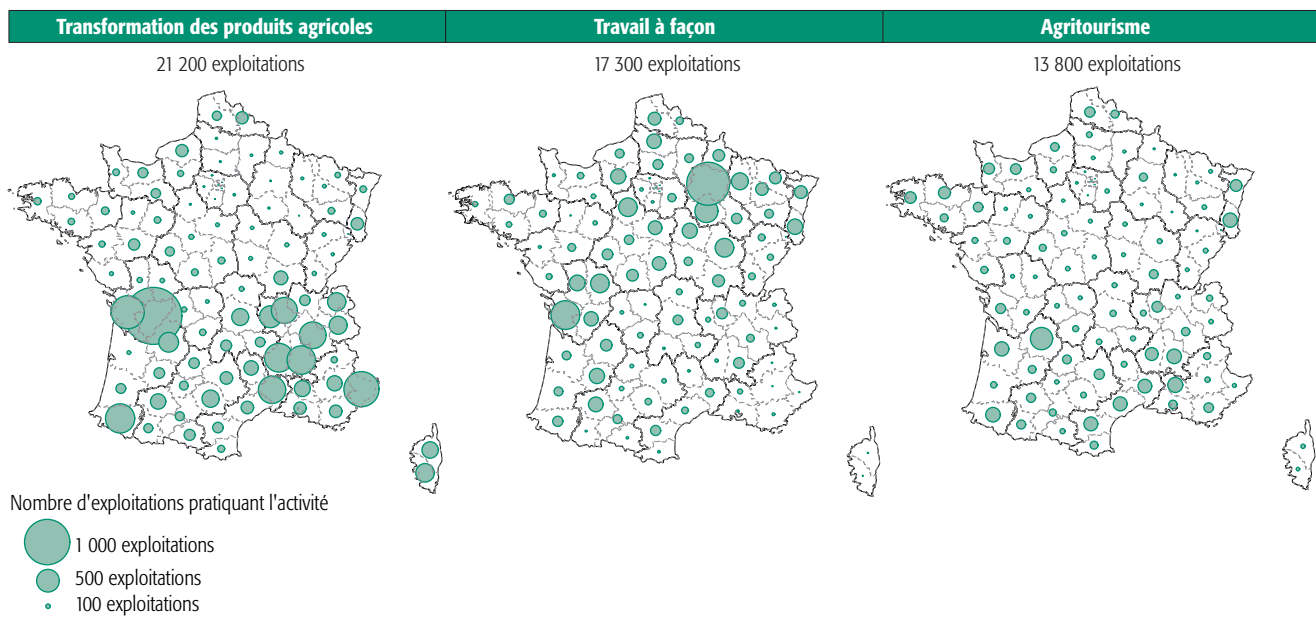 Transformation des produits agricoles
Travail à façon
Agritourisme
21 200 exploitations
17 300 exploitations
13 800 exploitations
Nombre d'exploitations pratiquant l'activité
1 000 exploitations
500 exploitations
100 exploitations